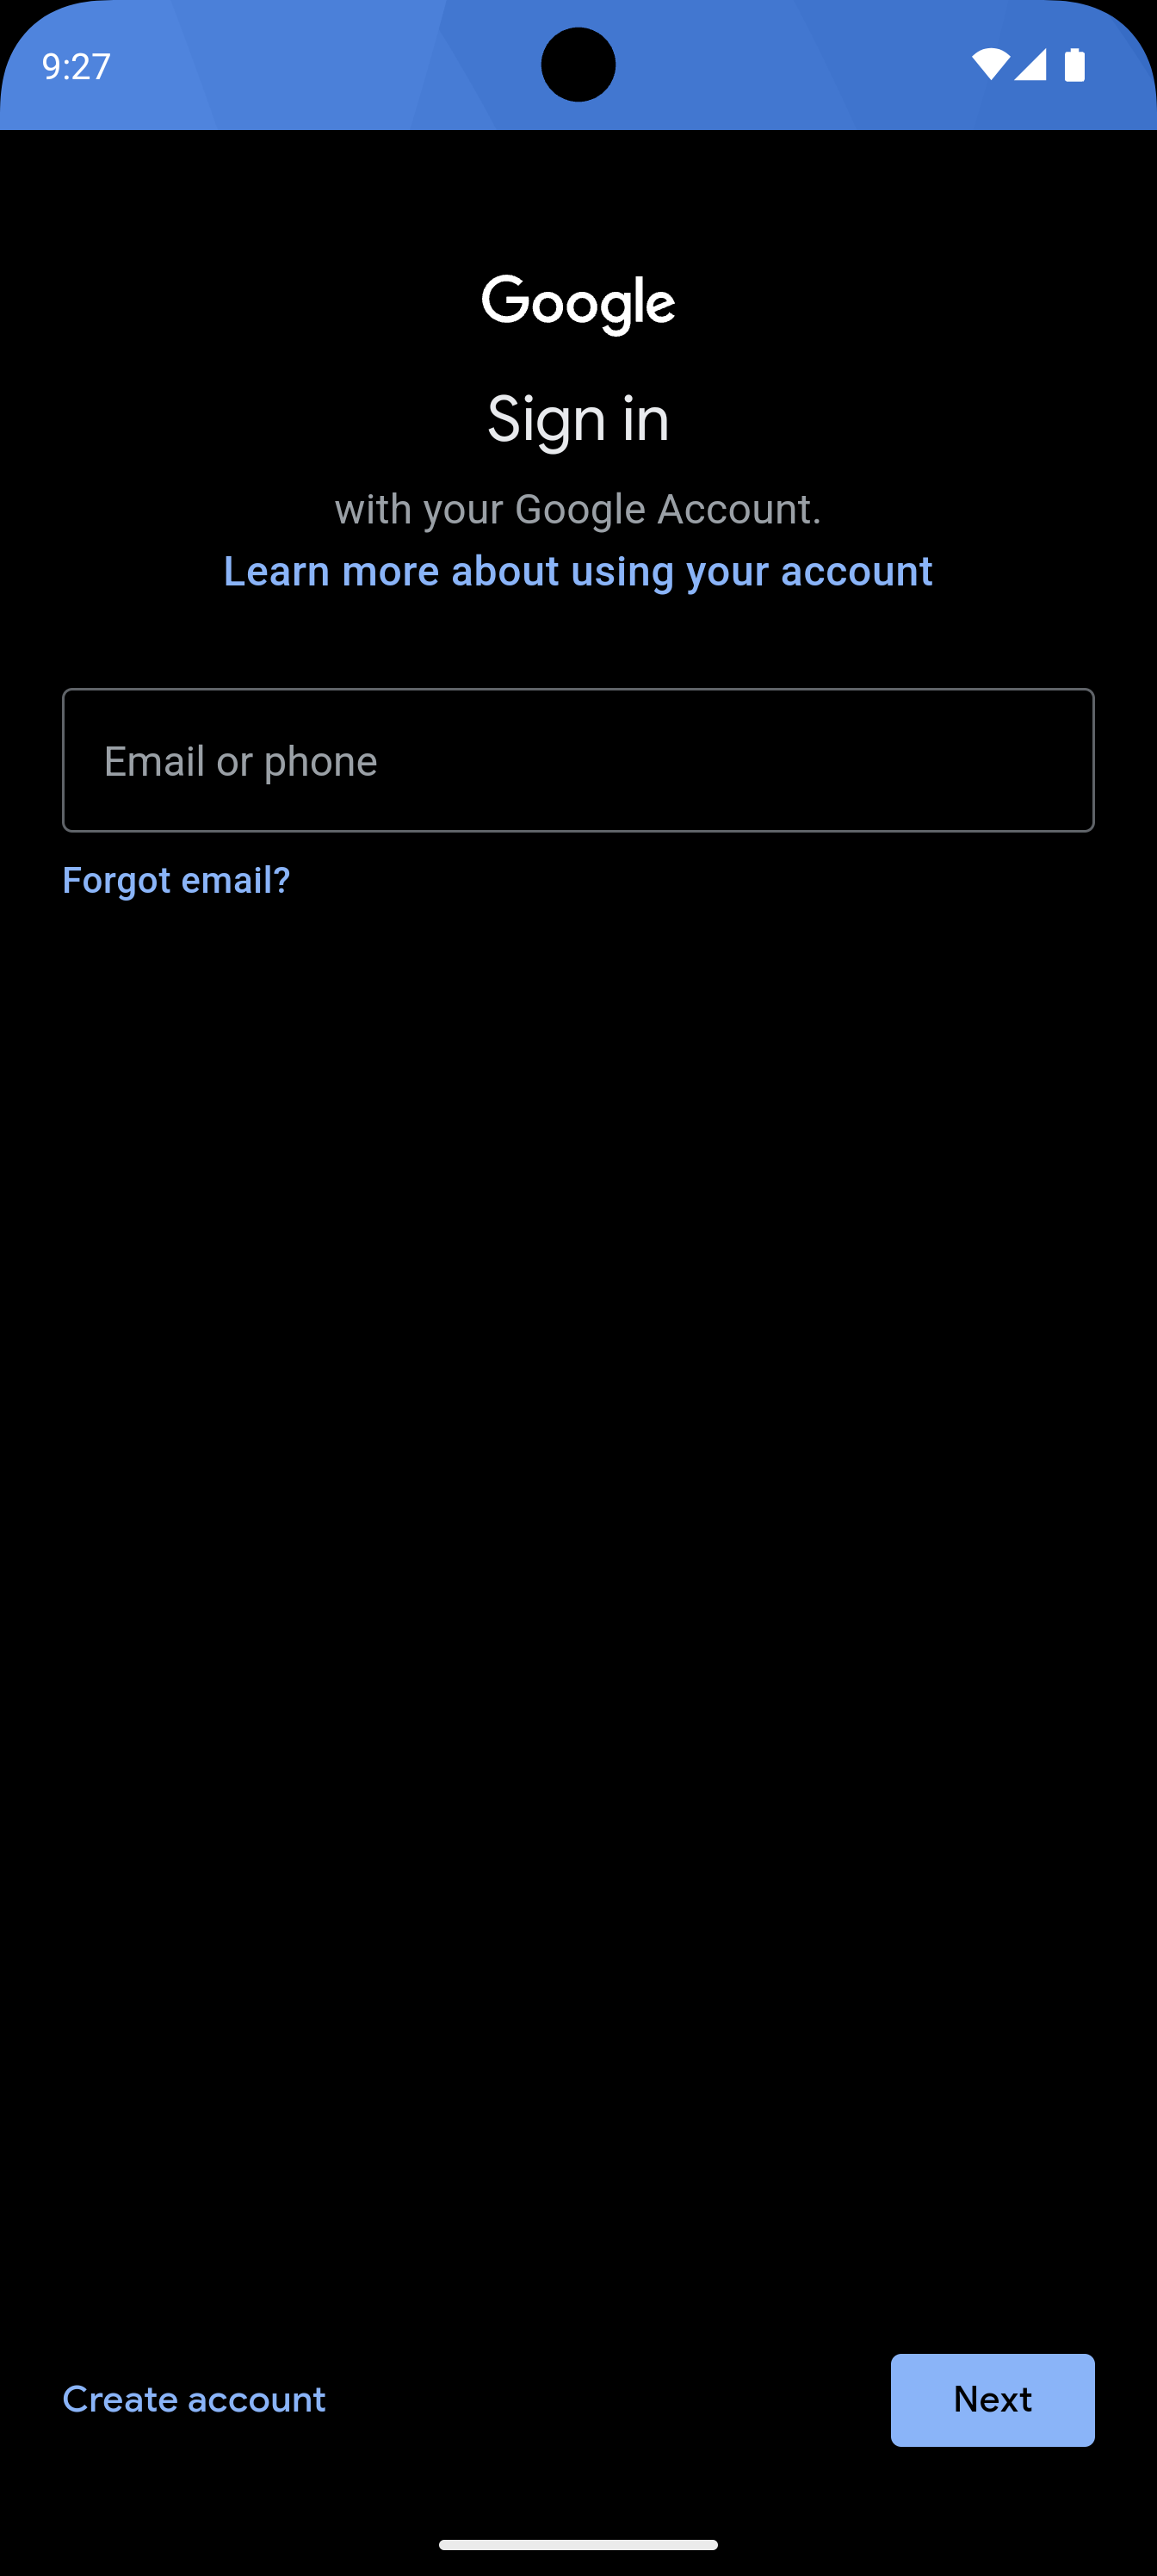 9:27
Google
Sign in
with your Google Account.
Learn more about using your account
Email or phone
Forgot email?
Create account
Next